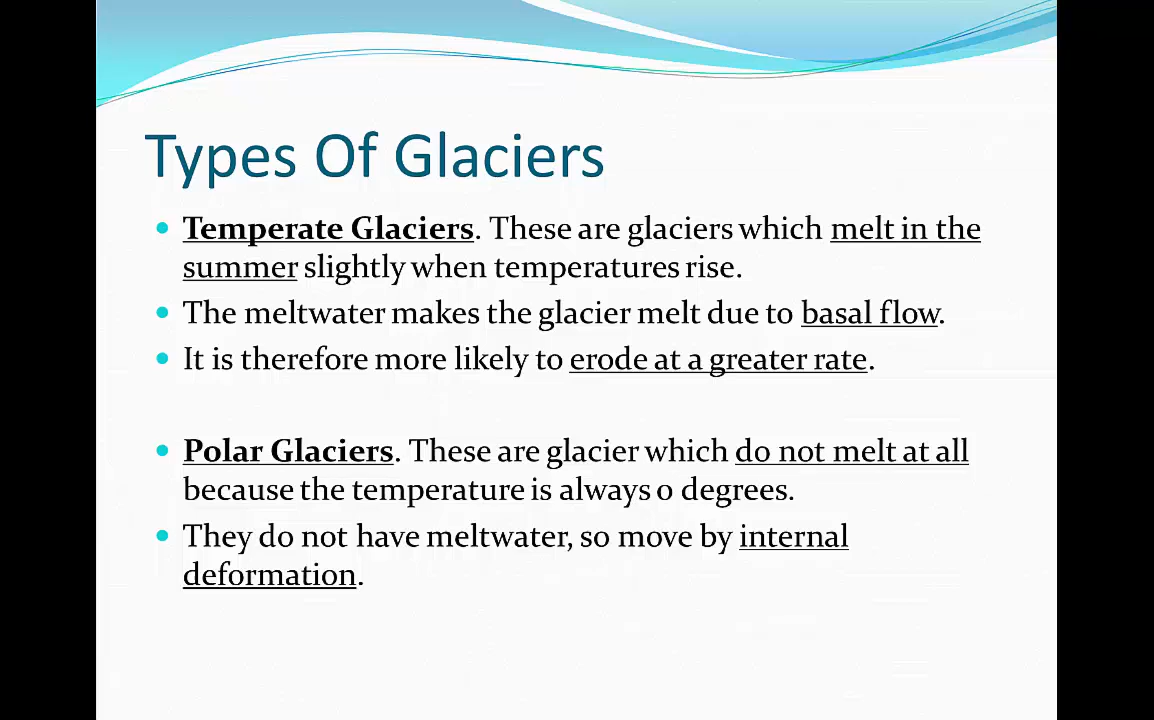 Types Of Glaciers
Temperate Glaciers. These are glaciers which melt in the
summer slightly when temperatures rise.
The meltwater makes the glacier melt due to basal flow.
It is therefore more likely to erode at a greater rate.
Polar Glaciers. These are glacier which do not melt at all
because the temperature is always 0 degrees.
They do not have meltwater, so move by internal
deformation.